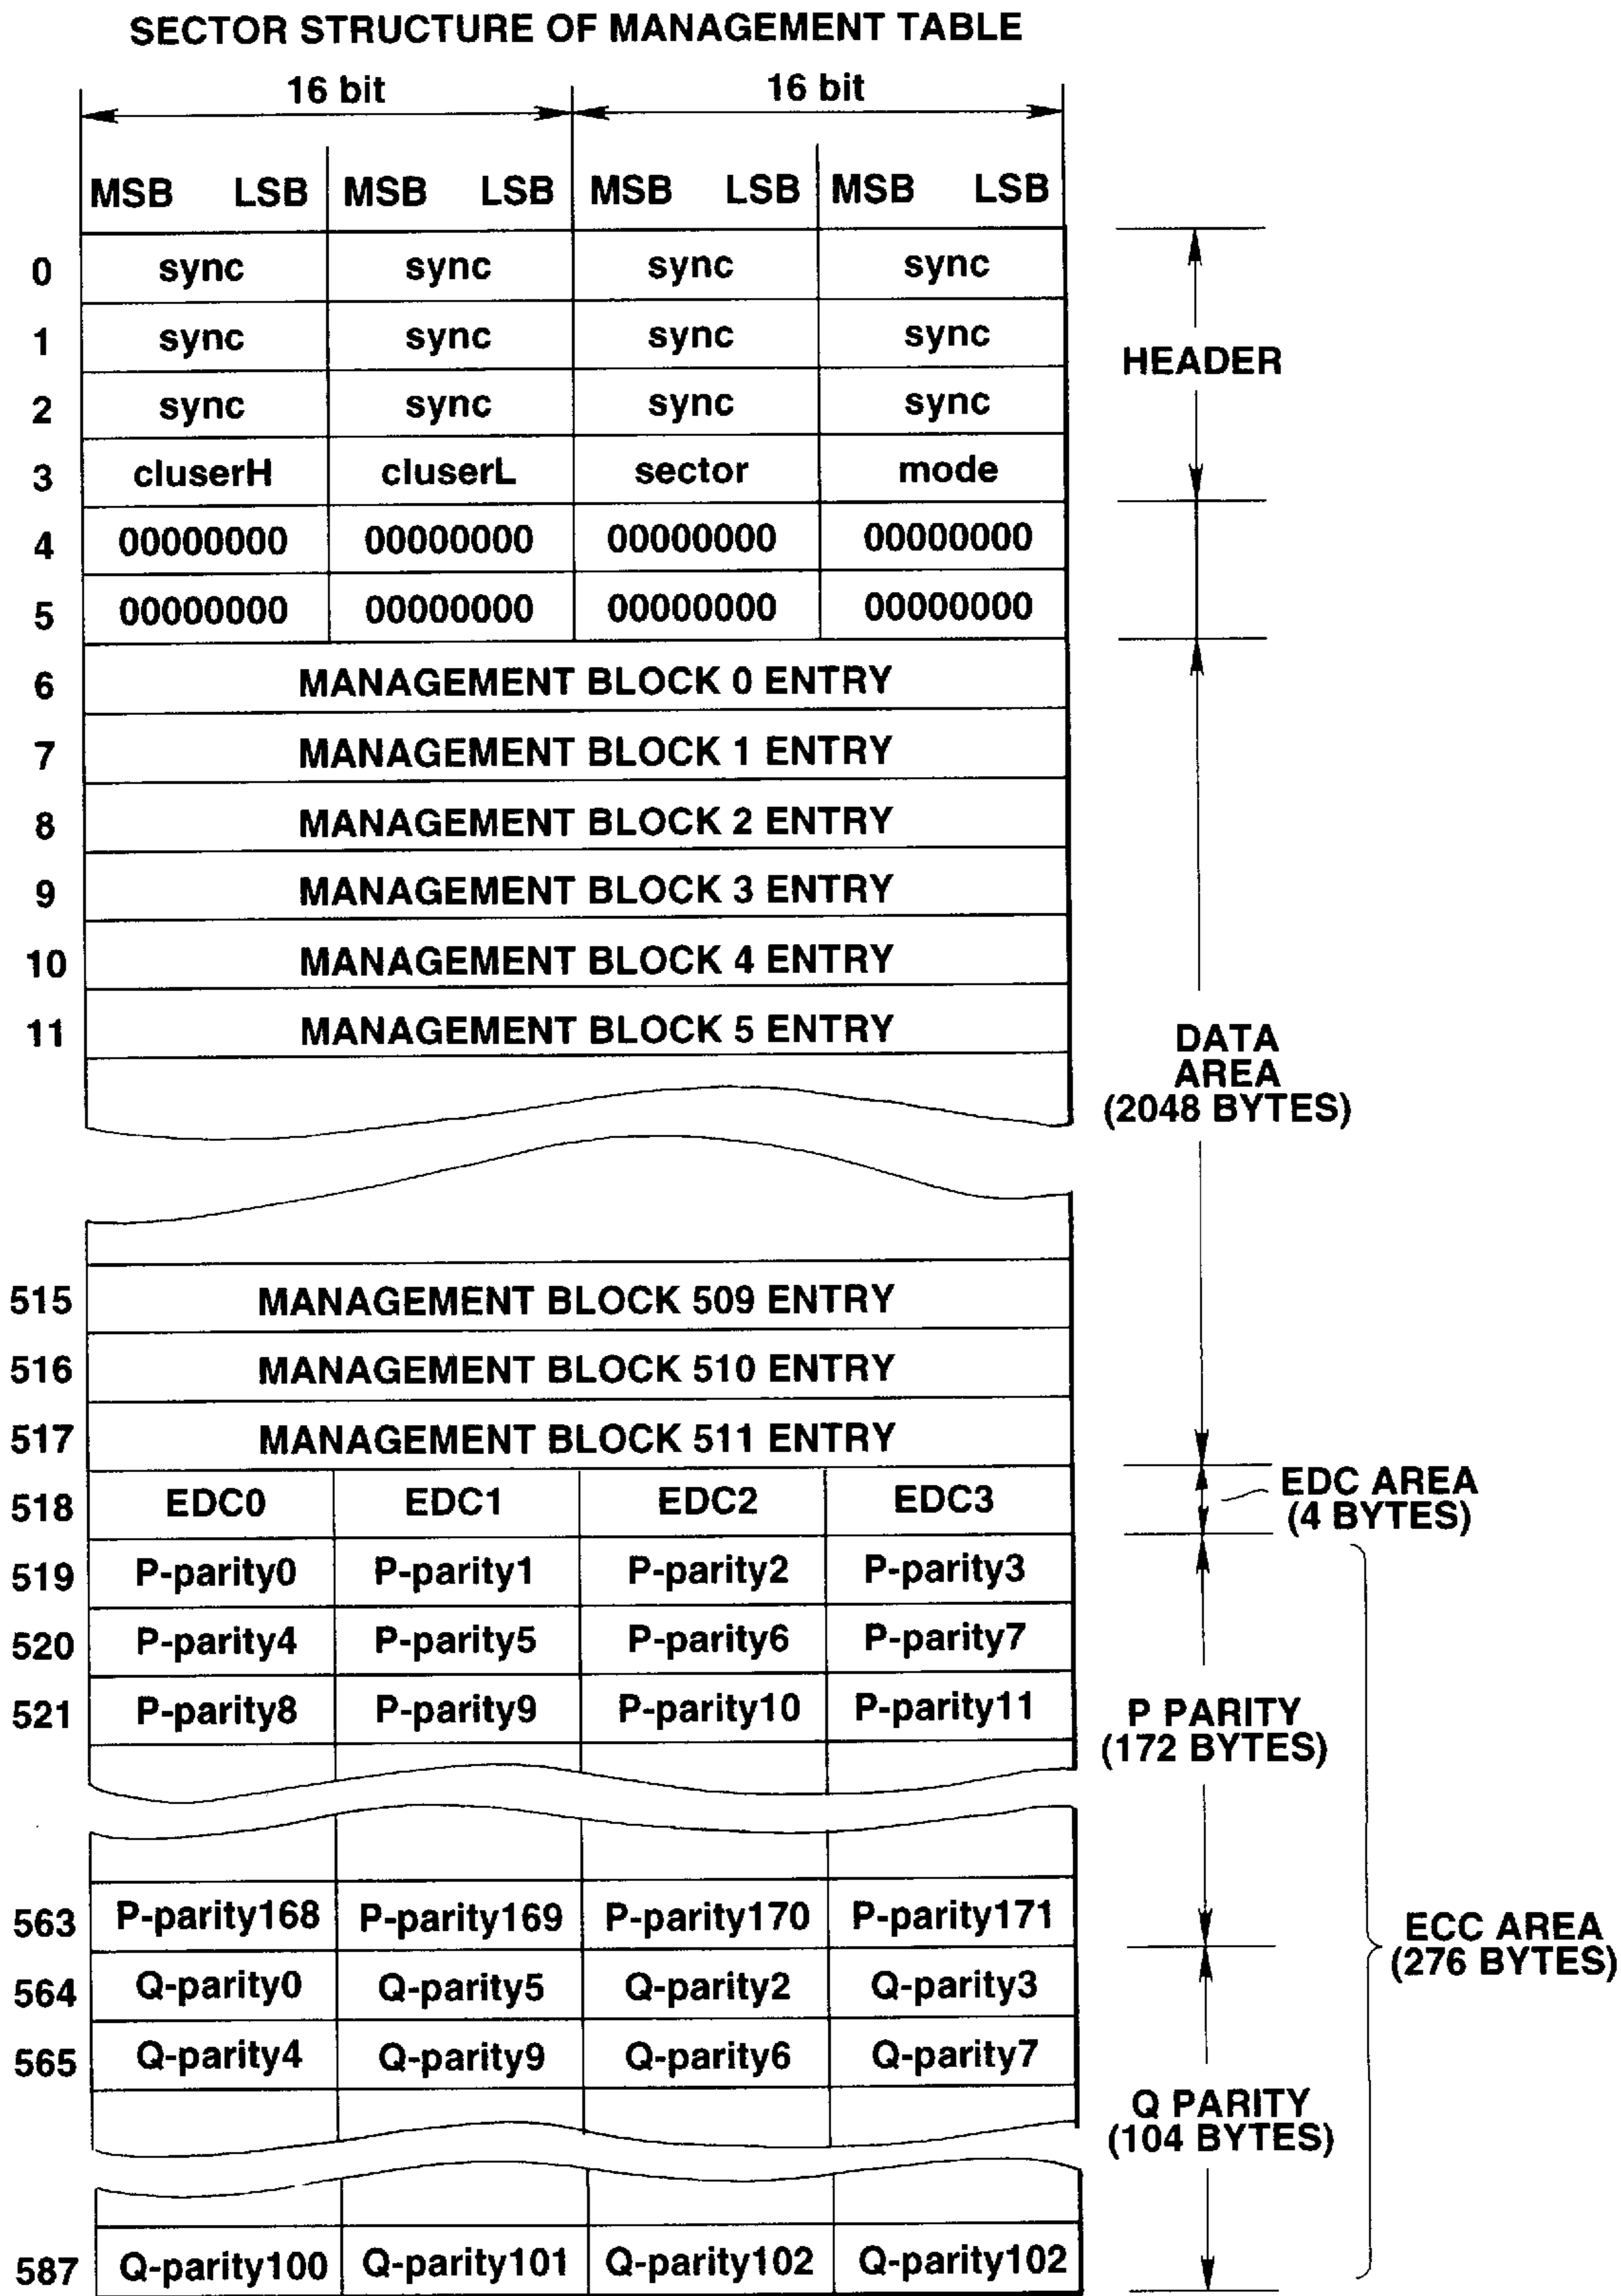 SECTOR STRUCTURE OF MANAGEMENT TABLE
16 bit 16 bit
MSB LSB MSB LSB MSB LSB MSB LSB
0 sync sync sync sync
1 sync sync sync sync
HEADER
2 sync sync sync sync
3 cluserH cluserL sector mode
4 00000000 00000000 00000000 00000000
5 00000000 00000000 00000000 00000000
6 MANAGEMENT BLOCK 0 ENTRY
7 MANAGEMENT BLOCK 1 ENTRY
8 MANAGEMENT BLOCK 2 ENTRY
9 MANAGEMENT BLOCK 3 ENTRY
10 MANAGEMENT BLOCK 4 ENTRY
11 MANAGEMENT BLOCK 5 ENTRY
DATA
AREA
(2048 BYTES)
515 MANAGEMENT BLOCK 509 ENTRY
516 MANAGEMENT BLOCK 510 ENTRY
517 MANAGEMENT BLOCK 511 ENTRY
518 EDC0 EDC1 EDC2 EDC3
EDC AREA
(4 BYTES)
519 P-parity0 P-parity1 P-parity2 P-parity3
520 P-parity4 P-parity5 P-parity6 P-parity7
521 P-parity8 P-parity9 P-parity10 P-parity11
P PARITY
(172 BYTES)
563 P-parity168 P-parity169 P-parity170 P-parity171
ECC AREA
(276 BYTES)
564 Q-parity0 Q-parity5 Q-parity2 Q-parity3
565 Q-parity4 Q-parity9 Q-parity6 Q-parity7
Q PARITY
(104 BYTES)
587 Q-parity100 Q-parity101 Q-parity102 Q-parity102